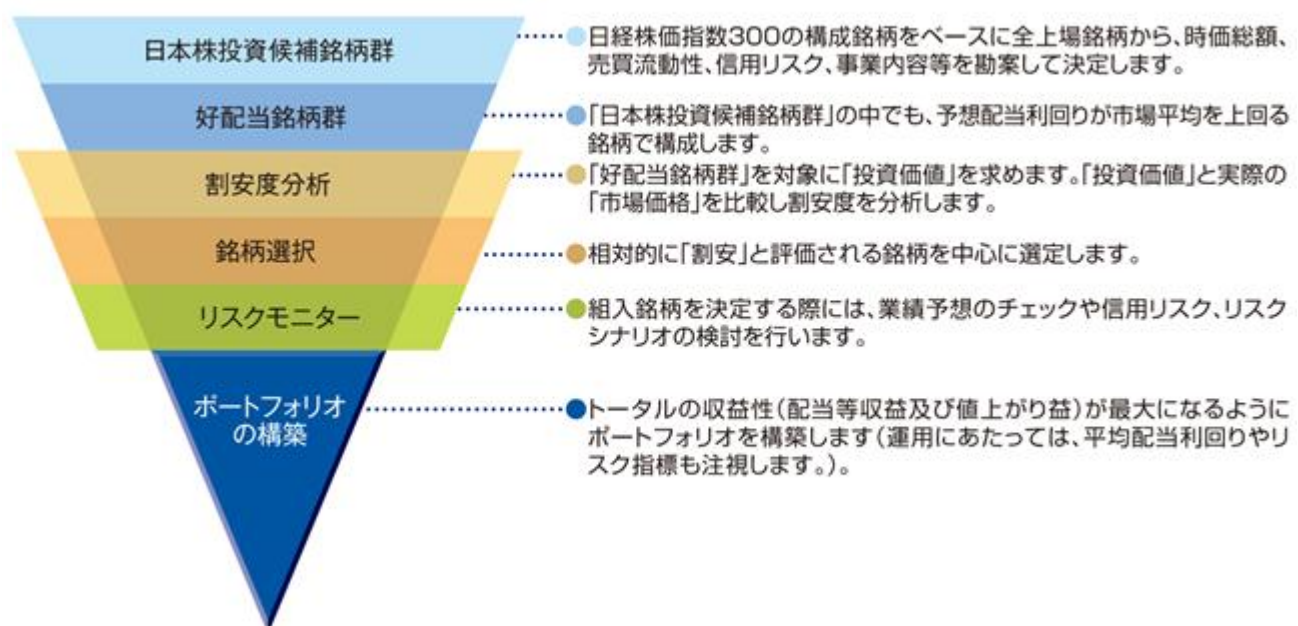 日本株投資候補銘柄群
日経株価指数300の構成銘柄をベースに全上場銘柄から、時価総額、
売買流動性、信用リスク、事業内容等を勘案して決定します。
好配当銘柄群
「日本株投資候補銘柄群」の中でも、予想配当利回りが市場平均を上回る
銘柄で構成します。
割安度分析
「好配当銘柄群」を対象に「投資価値」を求めます。「投資価値」と実際の
「市場価格」を比較し割安度を分析します。
銘柄選択
相対的に「割安」と評価される銘柄を中心に選定します。
リスクモニター
組入銘柄を決定する際には、業績予想のチェックや信用リスク、リスク
シナリオの検討を行います。
ポートフォリオ
の構築
トータルの収益性(配当等収益及び値上がり益)が最大になるように
ポートフォリオを構築します(運用にあたっては、平均配当利回りやリ
スク指標も注視します。)。